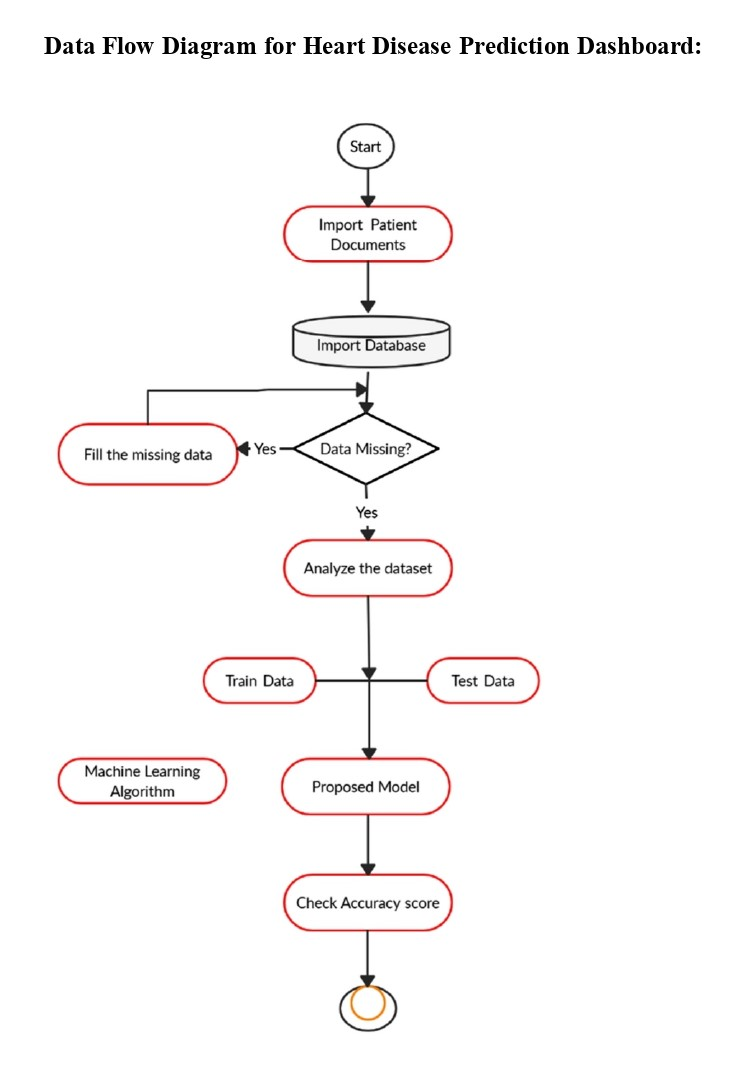 Data Flow Diagram for Heart Disease Prediction Dashboard:
Start
Import Patient
Documents
Import Database
Fill the missing data
Yes
Data Missing?
Yes
Analyze the dataset
Train Data
Test Data
Machine Learning
Algorithm
Proposed Model
Check Accuracy score